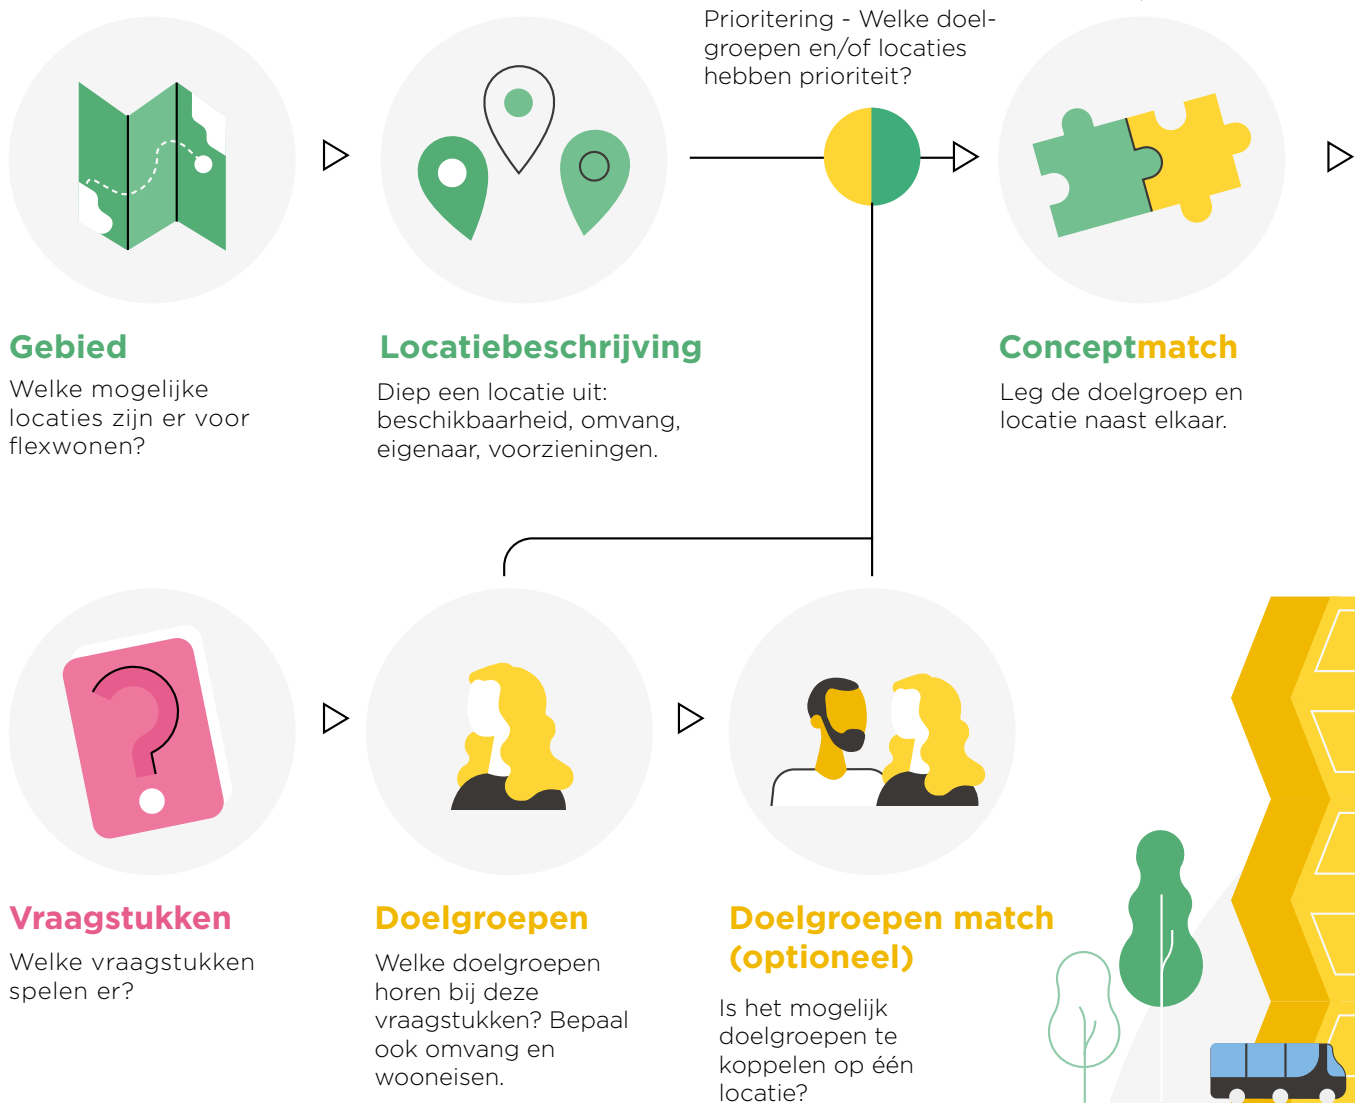 Prioritering - Welke doel-
groepen en/of locaties
hebben prioriteit?
Gebied
Welke mogelijke
locaties zijn er voor
flexwonen?
Locatiebeschrijving
Diep een locatie uit:
beschikbaarheid, omvang,
eigenaar, voorzieningen.
Conceptmatch
Leg de doelgroep en
locatie naast elkaar.
Vraagstukken
Welke vraagstukken
spelen er?
Doelgroepen
Welke doelgroepen
horen bij deze
vraagstukken? Bepaal
ook omvang en
wooneisen.
Doelgroepen match
(optioneel)
Is het mogelijk
doelgroepen te
koppelen op één
locatie?